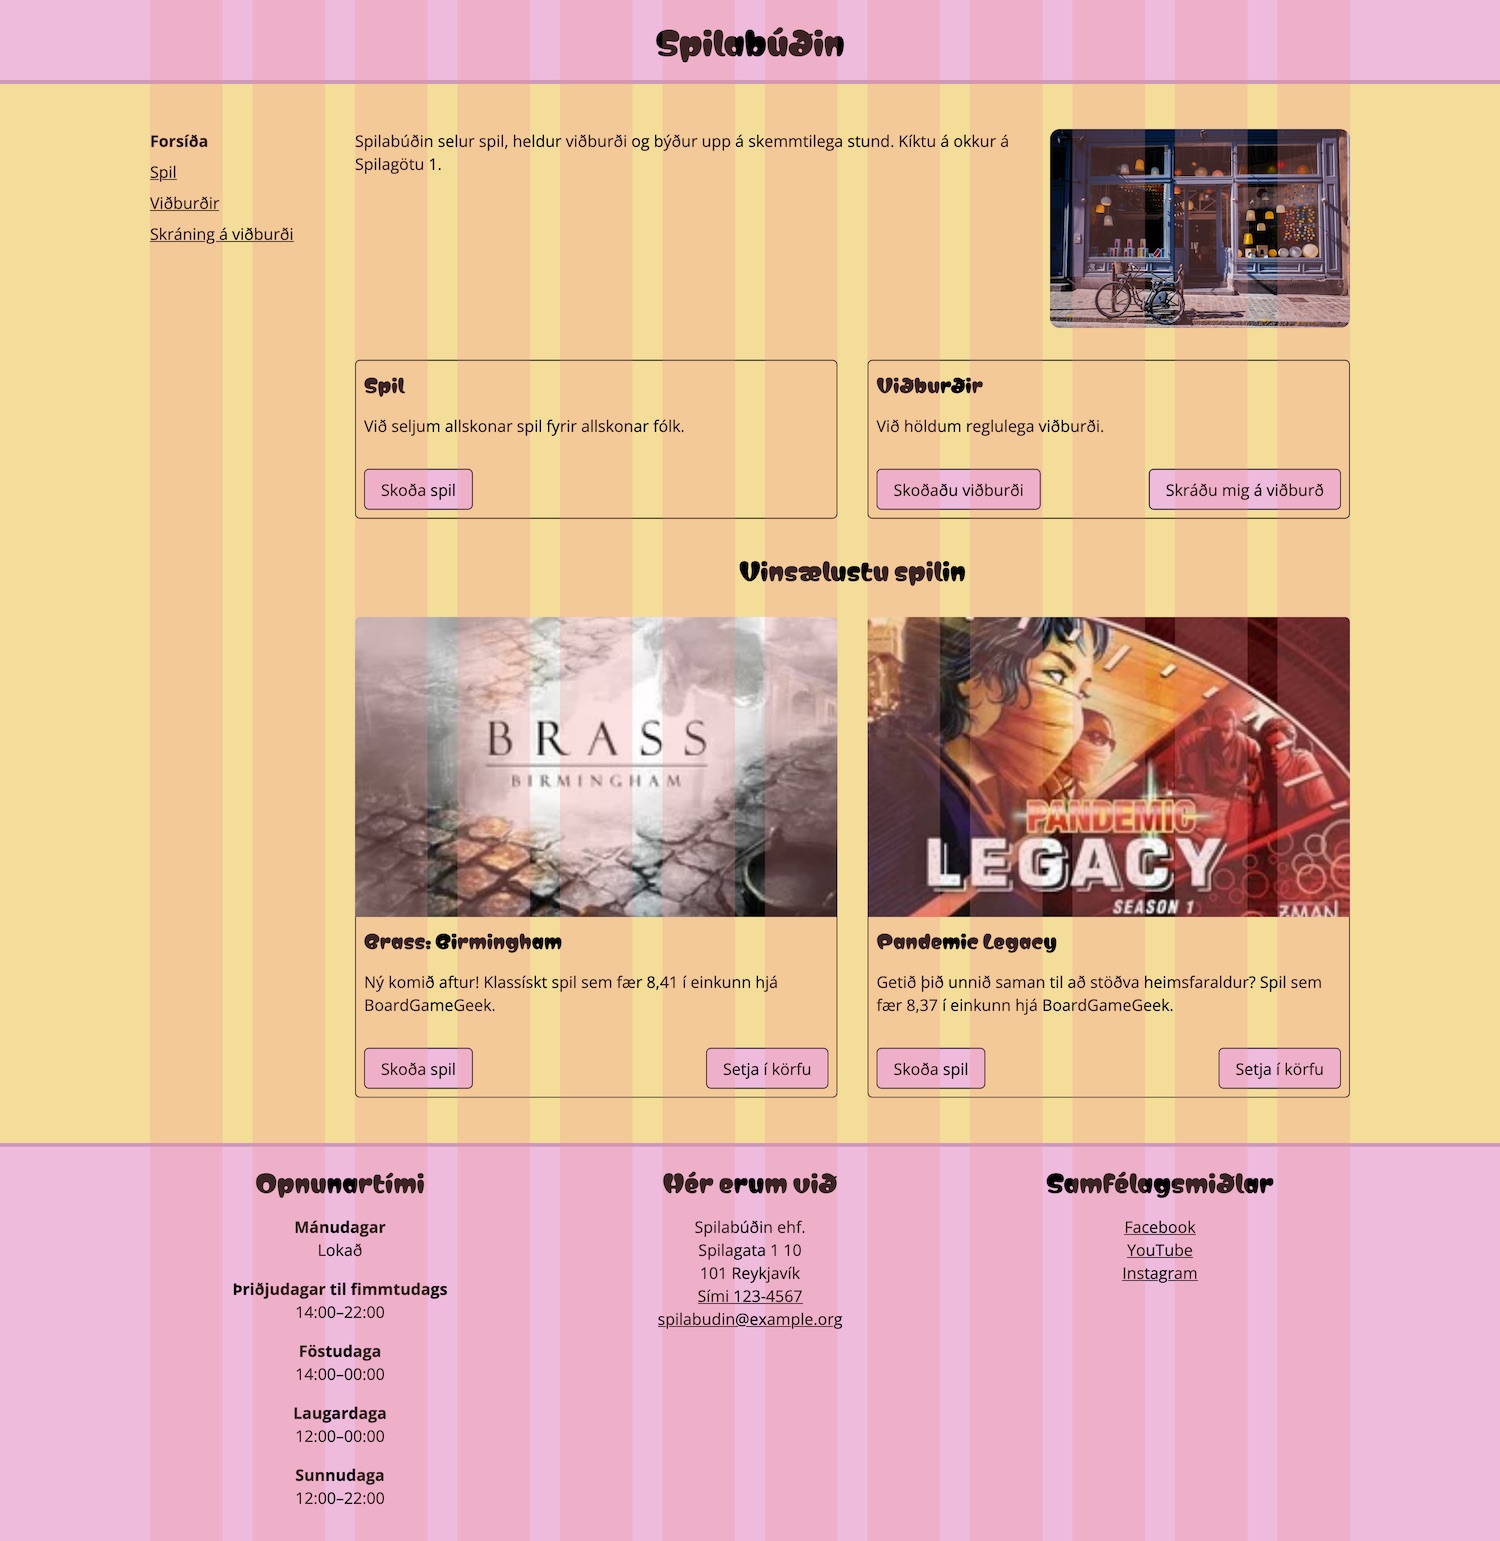 Spilabúðin
Forsíða
Spil
Viðburðir
Skráning á viðburði
Spilabúðin selur spil, heldur viðburði og býður upp á skemmtilega stund. Kíktu á okkur á
Spilagötu 1.
Spil
Við seljum allskonar spil fyrir allskonar fólk.
Skoða spil
Viðburðir
Við höldum reglulega viðburði.
Skoðaðu viðburði
Skráðu mig á viðburð
Vinsælustu spilin
BRASS
BIRMINGHAM
Brass: Birmingham
Ný komið aftur! Klassískt spil sem fær 8,41 í einkunn hjá
BoardGameGeek.
Skoða spil
Setja í körfu
PANDEMIC
LEGACY
SEASON 1
ZMAN
Pandemic Legacy
Getið þið unnið saman til að stöðva heimsfaraldur? Spil sem
fær 8,37 í einkunn hjá BoardGameGeek.
Skoða spil
Setja í körfu
Opnunartími
Mánudagar
Lokað
Þriðjudagar til fimmtudags
14:00–22:00
Föstudaga
14:00–00:00
Laugardaga
12:00–00:00
Sunnudaga
12:00–22:00
Hér erum við
Spilabúðin ehf.
Spilagata 1 10
101 Reykjavík
Sími 123-4567
spilabudin@example.org
Samfélagsmiðlar
Facebook
YouTube
Instagram